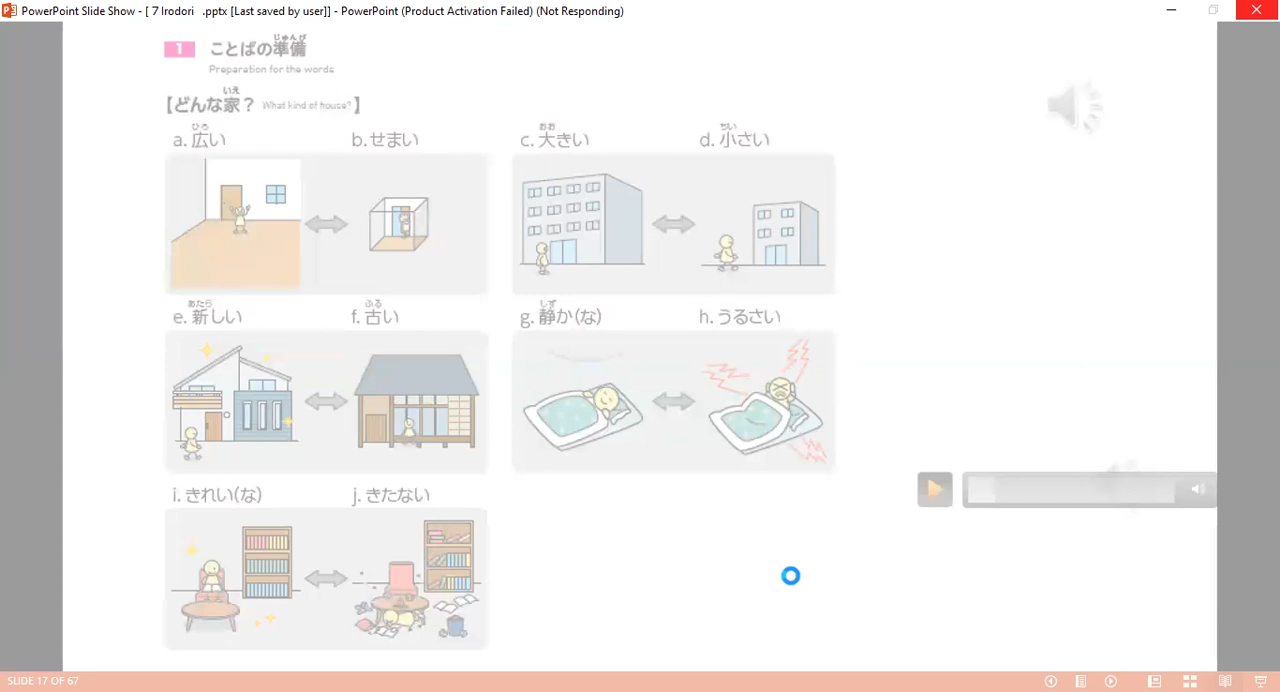 PowerPoint Slide Show - [ 7 Irodori .pptx [Last saved by user]] - PowerPoint (Product Activation Failed) (Not Responding)
じゅんび
1 ことばの準備
Preparation for the words
いえ
【どんな家？ What kind of house?】
ひろ
a. 広い b. せまい
おお ちい
c. 大きい d. 小さい
あたら ふる
e. 新しい f. 古い
しず
g. 静か(な) h. うるさい
i. きれい(な) j. きたない
SLIDE 17 OF 67